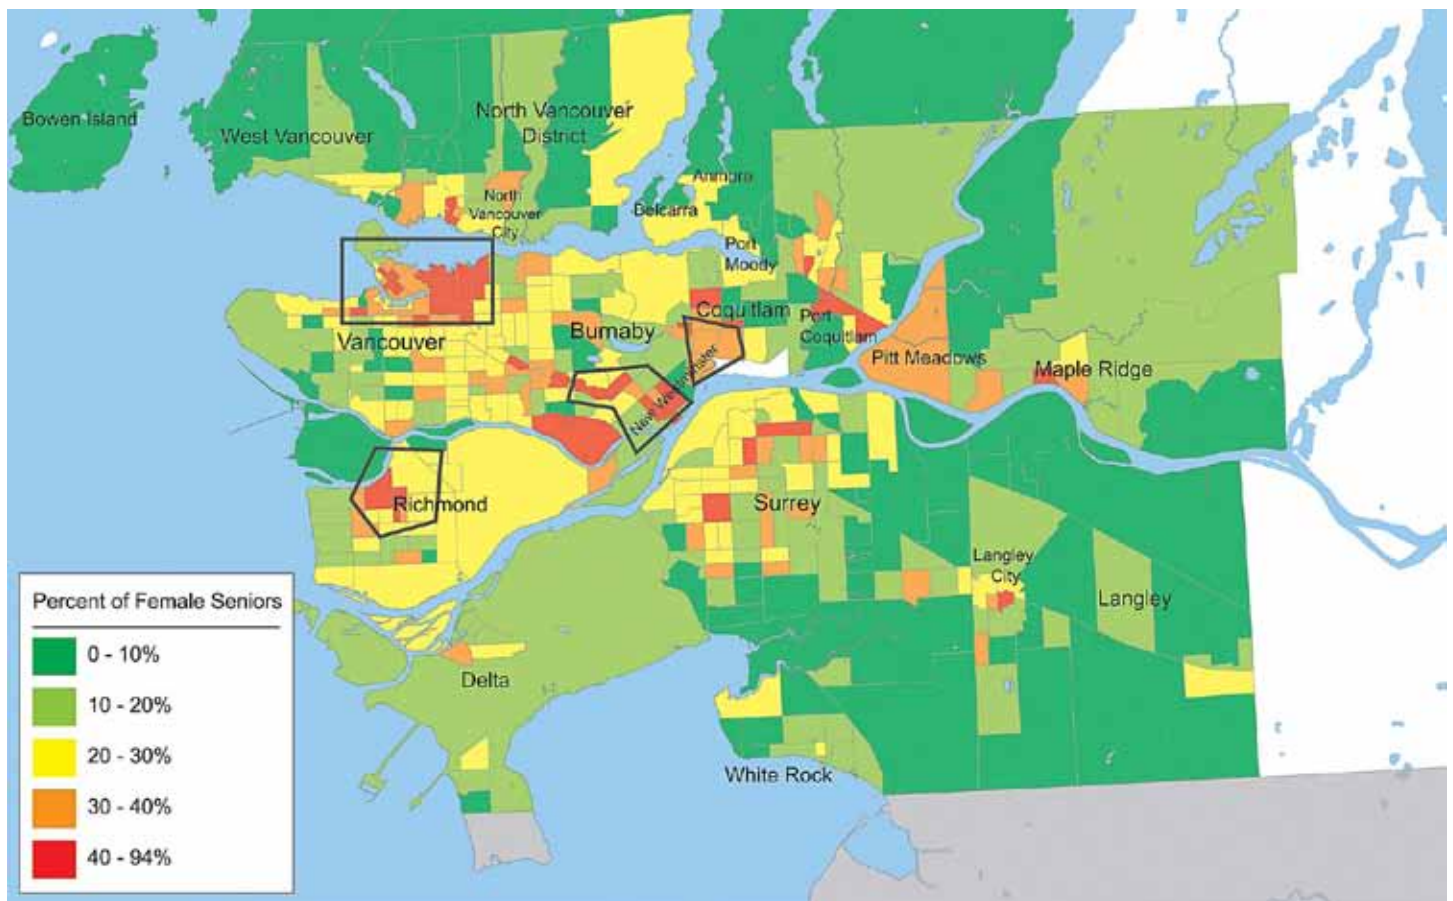 Bowen Island
West Vancouver
North Vancouver
District
North
Vancouver
City
Anmore
Belcarra
Port
Moody
Coquitlam
Port
Coquitlam
Burnaby
Vancouver
New Westminster
Pitt Meadows
Maple Ridge
Richmond
Surrey
Langley
City
Langley
Delta
White Rock
Percent of Female Seniors
0 - 10%
10 - 20%
20 - 30%
30 - 40%
40 - 94%